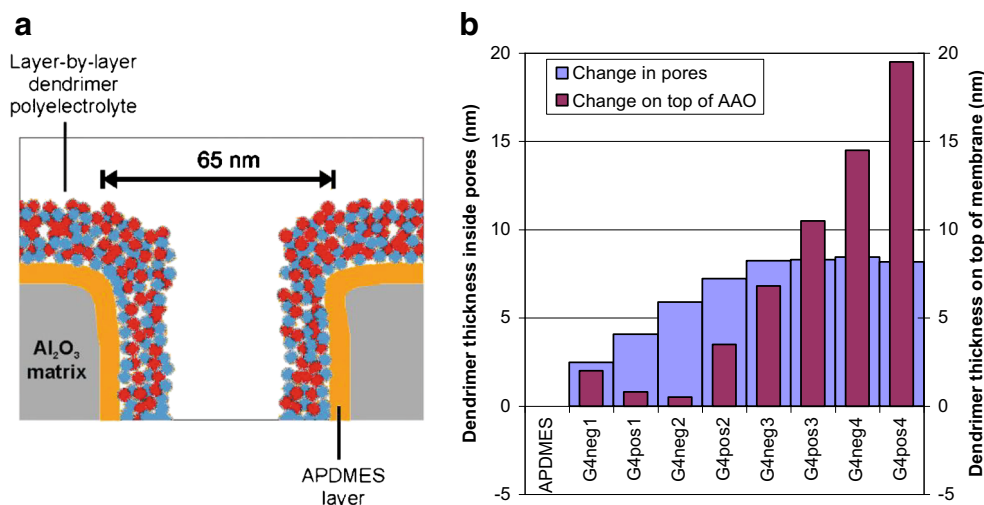 a
Layer-by-layer
dendrimer
polyelectrolyte
65 nm
Al₂O₃
matrix
APDMES
layer
b
Dendrimer thickness inside pores (nm)
20
15
10
5
0
-5
Change in pores
Change on top of AAO
APDMES
G4neg1
G4pos1
G4neg2
G4pos2
G4neg3
G4pos3
G4neg4
G4pos4
20
15
10
5
0
-5
Dendrimer thickness on top of membrane (nm)